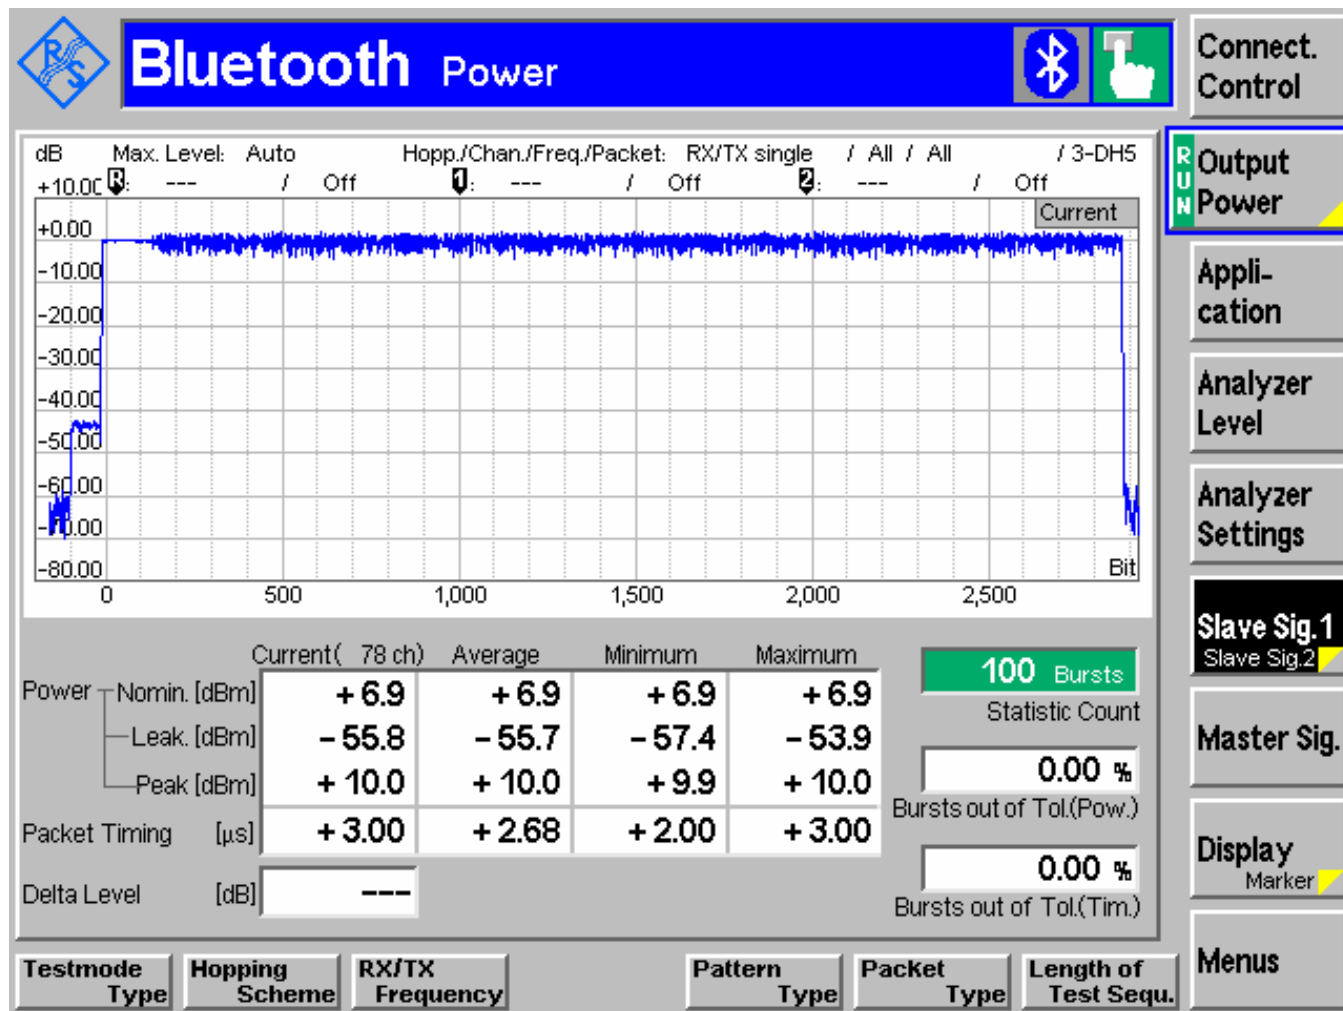 R S
Bluetooth Power
Connect. Control
dB Max. Level: Auto Hopp./Chan./Freq./Packet: RX/TX single / All / All / 3-DH5
+10.00 R: --- / Off 1: --- / Off 2: --- / Off
Current
+0.00
-10.00
-20.00
-30.00
-40.00
-50.00
-60.00
-70.00
-80.00
Bit
0 500 1,000 1,500 2,000 2,500
Current( 78 ch) Average Minimum Maximum
Power Nomin. [dBm] +6.9 +6.9 +6.9 +6.9
Leak. [dBm] -55.8 -55.7 -57.4 -53.9
Peak [dBm] +10.0 +10.0 +9.9 +10.0
Packet Timing [µs] +3.00 +2.68 +2.00 +3.00
Delta Level [dB] ---
100 Bursts
Statistic Count
0.00 %
Bursts out of Tol.(Pow.)
0.00 %
Bursts out of Tol.(Tim.)
RUN
Output Power
Appli-
cation
Analyzer Level
Analyzer Settings
Slave Sig.1
Slave Sig.2
Master Sig.
Display
Marker
Menus
Testmode Type
Hopping Scheme
RX/TX Frequency
Pattern Type
Packet Type
Length of Test Sequ.